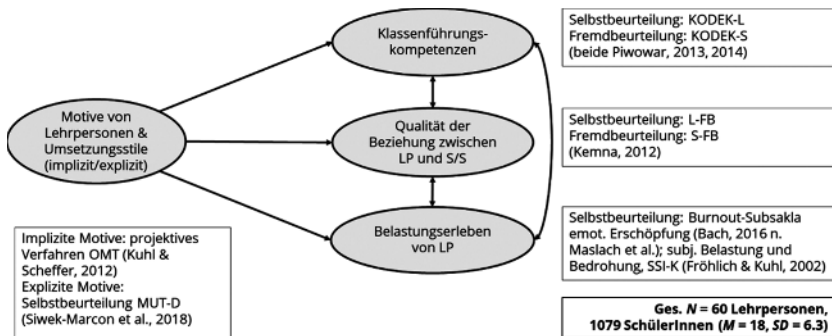 Klassenführungs-
kompetenzen
Selbstbeurteilung: KODEK-L
Fremdbeurteilung: KODEK-S
(beide Piwowar, 2013, 2014)
Motive von
Lehrpersonen &
Umsetzungsstile
(implizit/explizit)
Qualität der
Beziehung zwischen
LP und S/S
Selbstbeurteilung: L-FB
Fremdbeurteilung: S-FB
(Kemna, 2012)
Belastungserleben
von LP
Selbstbeurteilung: Burnout-Subsakla
emot. Erschöpfung (Bach, 2016 n.
Maslach et al.); subj. Belastung und
Bedrohung, SSI-K (Fröhlich & Kuhl, 2002)
Implizite Motive: projektives
Verfahren OMT (Kuhl &
Scheffer, 2012)
Explizite Motive:
Selbstbeurteilung MUT-D
(Siwek-Marcon et al., 2018)
Ges. N = 60 Lehrpersonen,
1079 SchülerInnen (M = 18, SD = 6.3)